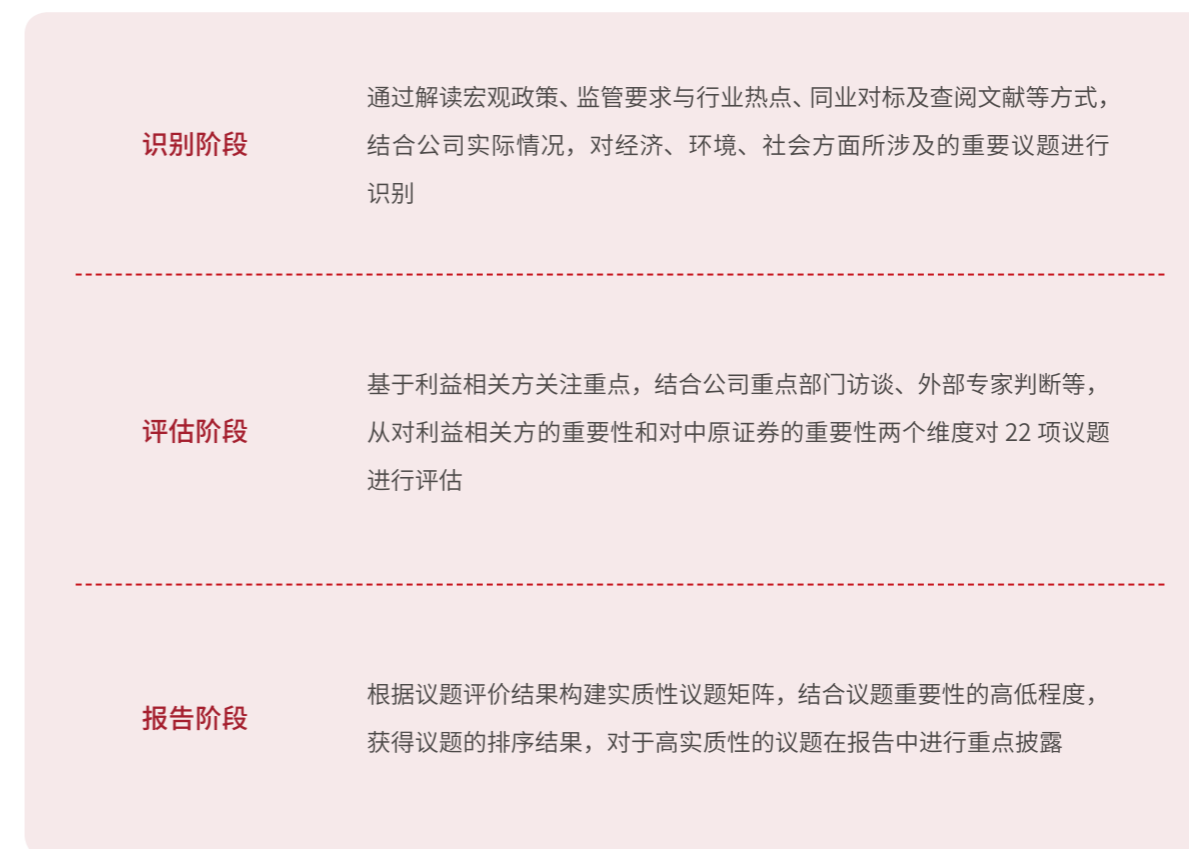 识别阶段
通过解读宏观政策、监管要求与行业热点、同业对标及查阅文献等方式，
结合公司实际情况，对经济、环境、社会方面所涉及的重要议题进行
识别
评估阶段
基于利益相关方关注重点，结合公司重点部门访谈、外部专家判断等，
从对利益相关方的重要性和对中原证券的重要性两个维度对 22 项议题
进行评估
报告阶段
根据议题评价结果构建实质性议题矩阵，结合议题重要性的高低程度，
获得议题的排序结果，对于高实质性的议题在报告中进行重点披露